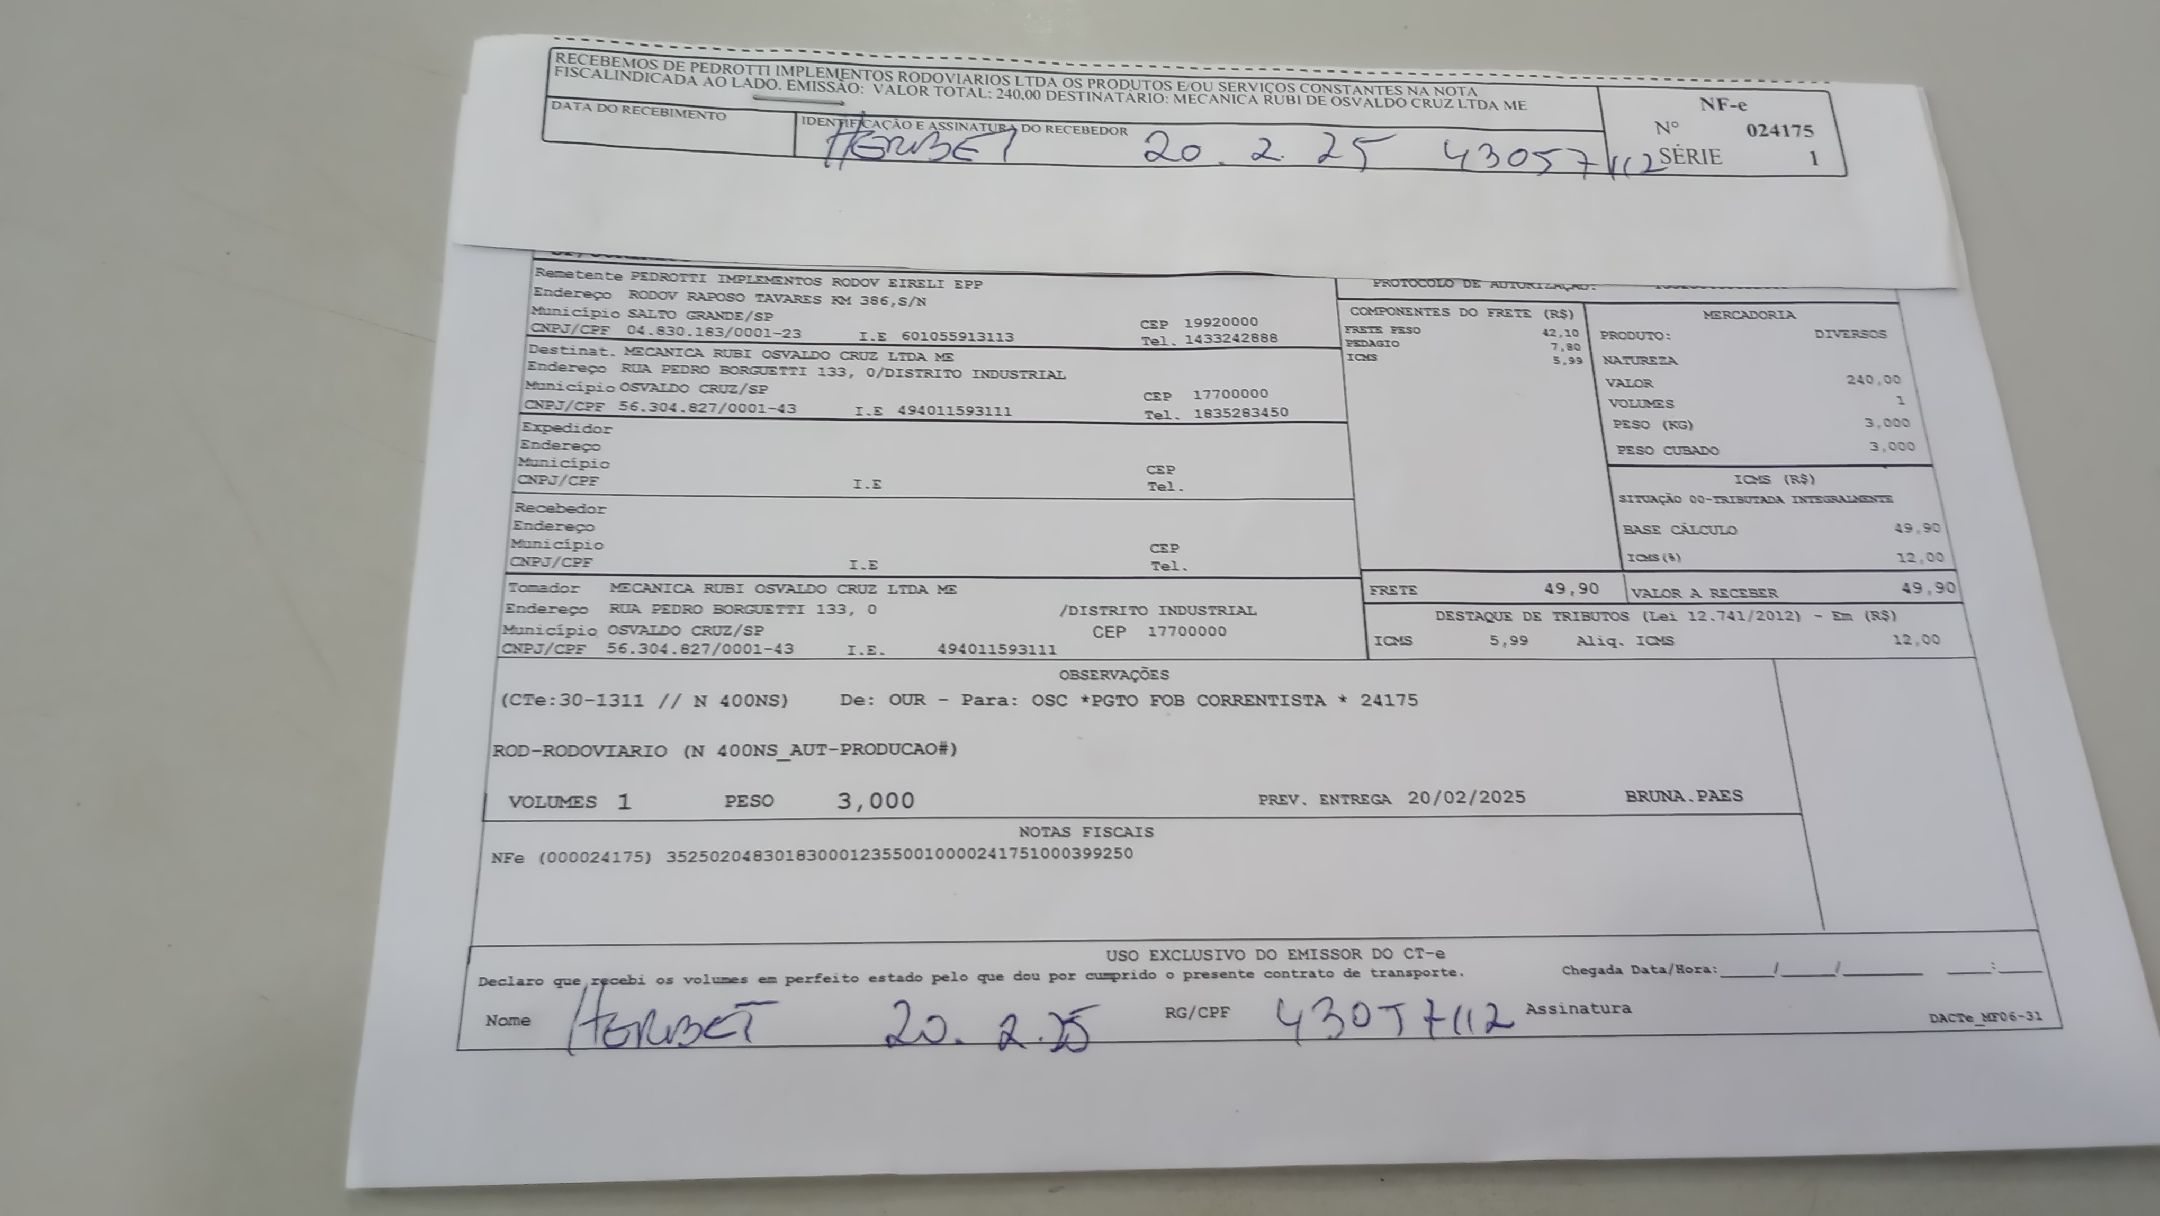 RECEBEMOS DE PEDROTTI IMPLEMENTOS RODOVIARIOS LTDA OS PRODUTOS E/OU SERVIÇOS CONSTANTES NA NOTA
FISCALINDICADA AO LADO. EMISSÃO: VALOR TOTAL: 240,00 DESTINATÁRIO: MECANICA RUBI DE OSVALDO CRUZ LTDA ME
DATA DO RECEBIMENTO
IDENTIFICAÇÃO E ASSINATURA DO RECEBEDOR
HERIBET 20.2.25 43057112
NF-e
Nº 024175
SÉRIE 1
Remetente PEDROTTI IMPLEMENTOS RODOV EIRELI EPP
Endereço RODOV RAPOSO TAVARES KM 386,S/N
Município SALTO GRANDE/SP CEP 19920000
CNPJ/CPF 04.830.183/0001-23 I.E 601055913113 Tel. 1433242888
Destinat. MECANICA RUBI OSVALDO CRUZ LTDA ME
Endereço RUA PEDRO BORGUETTI 133, 0/DISTRITO INDUSTRIAL
Município OSVALDO CRUZ/SP CEP 17700000
CNPJ/CPF 56.304.827/0001-43 I.E 494011593111 Tel. 1835283450
Expedidor
Endereço
Município CEP
CNPJ/CPF I.E Tel.
Recebedor
Endereço
Município CEP
CNPJ/CPF I.E Tel.
Tomador MECANICA RUBI OSVALDO CRUZ LTDA ME
Endereço RUA PEDRO BORGUETTI 133, 0 /DISTRITO INDUSTRIAL
Município OSVALDO CRUZ/SP CEP 17700000
CNPJ/CPF 56.304.827/0001-43 I.E. 494011593111
PROTOCOLO DE AUTORIZAÇÃO:
COMPONENTES DO FRETE (R$)
FRETE PESO 42,10
PEDAGIO 7,80
ICMS 5,99
MERCADORIA
PRODUTO: DIVERSOS
NATUREZA
VALOR 240,00
VOLUMES 1
PESO (KG) 3,000
PESO CUBADO 3,000
ICMS (R$)
SITUAÇÃO 00-TRIBUTADA INTEGRALMENTE
BASE CÁLCULO 49,90
ICMS(%) 12,00
FRETE 49,90 VALOR A RECEBER 49,90
DESTAQUE DE TRIBUTOS (Lei 12.741/2012) - Em (R$)
ICMS 5,99 Aliq. ICMS 12,00
OBSERVAÇÕES
(CTe:30-1311 // N 400NS) De: OUR - Para: OSC *PGTO FOB CORRENTISTA * 24175
ROD-RODOVIARIO (N 400NS_AUT-PRODUCAO#)
VOLUMES 1 PESO 3,000 PREV. ENTREGA 20/02/2025 BRUNA.PAES
NOTAS FISCAIS
NFe (000024175) 35250204830183000123550010000241751000399250
USO EXCLUSIVO DO EMISSOR DO CT-e
Declaro que recebi os volumes em perfeito estado pelo que dou por cumprido o presente contrato de transporte. Chegada Data/Hora:_____/_____/_______ ____:____
Nome HERIBET 20.2.25 RG/CPF 43057112 Assinatura
DACTe_MF06-31